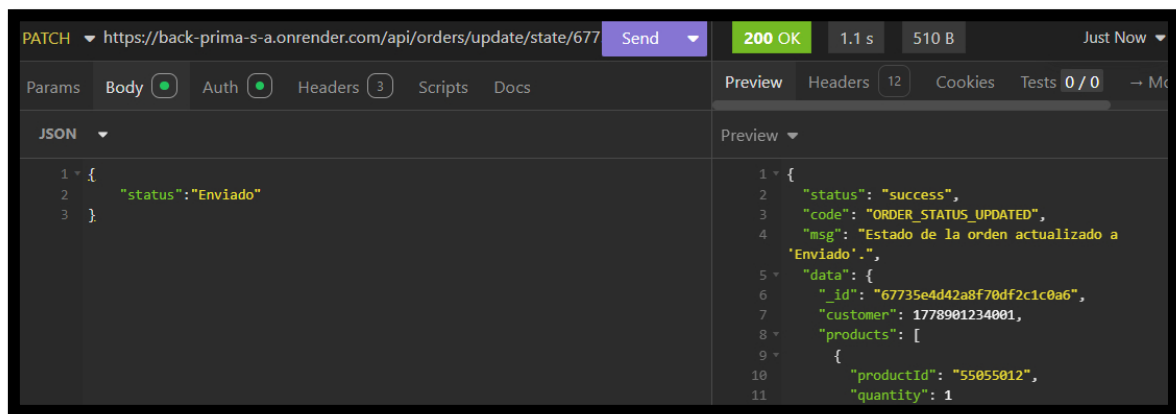 PATCH https://back-prima-s-a.onrender.com/api/orders/update/state/677 Send 200 OK 1.1 s 510 B Just Now
Params Body Auth Headers 3 Scripts Docs Preview Headers 12 Cookies Tests 0 / 0 → Mo
JSON
Preview
1 {
2 "status":"Enviado"
3 }
1 {
2 "status": "success",
3 "code": "ORDER_STATUS_UPDATED",
4 "msg": "Estado de la orden actualizado a
'Enviado'.",
5 "data": {
6 "_id": "67735e4d42a8f70df2c1c0a6",
7 "customer": 1778901234001,
8 "products": [
9 {
10 "productId": "55055012",
11 "quantity": 1